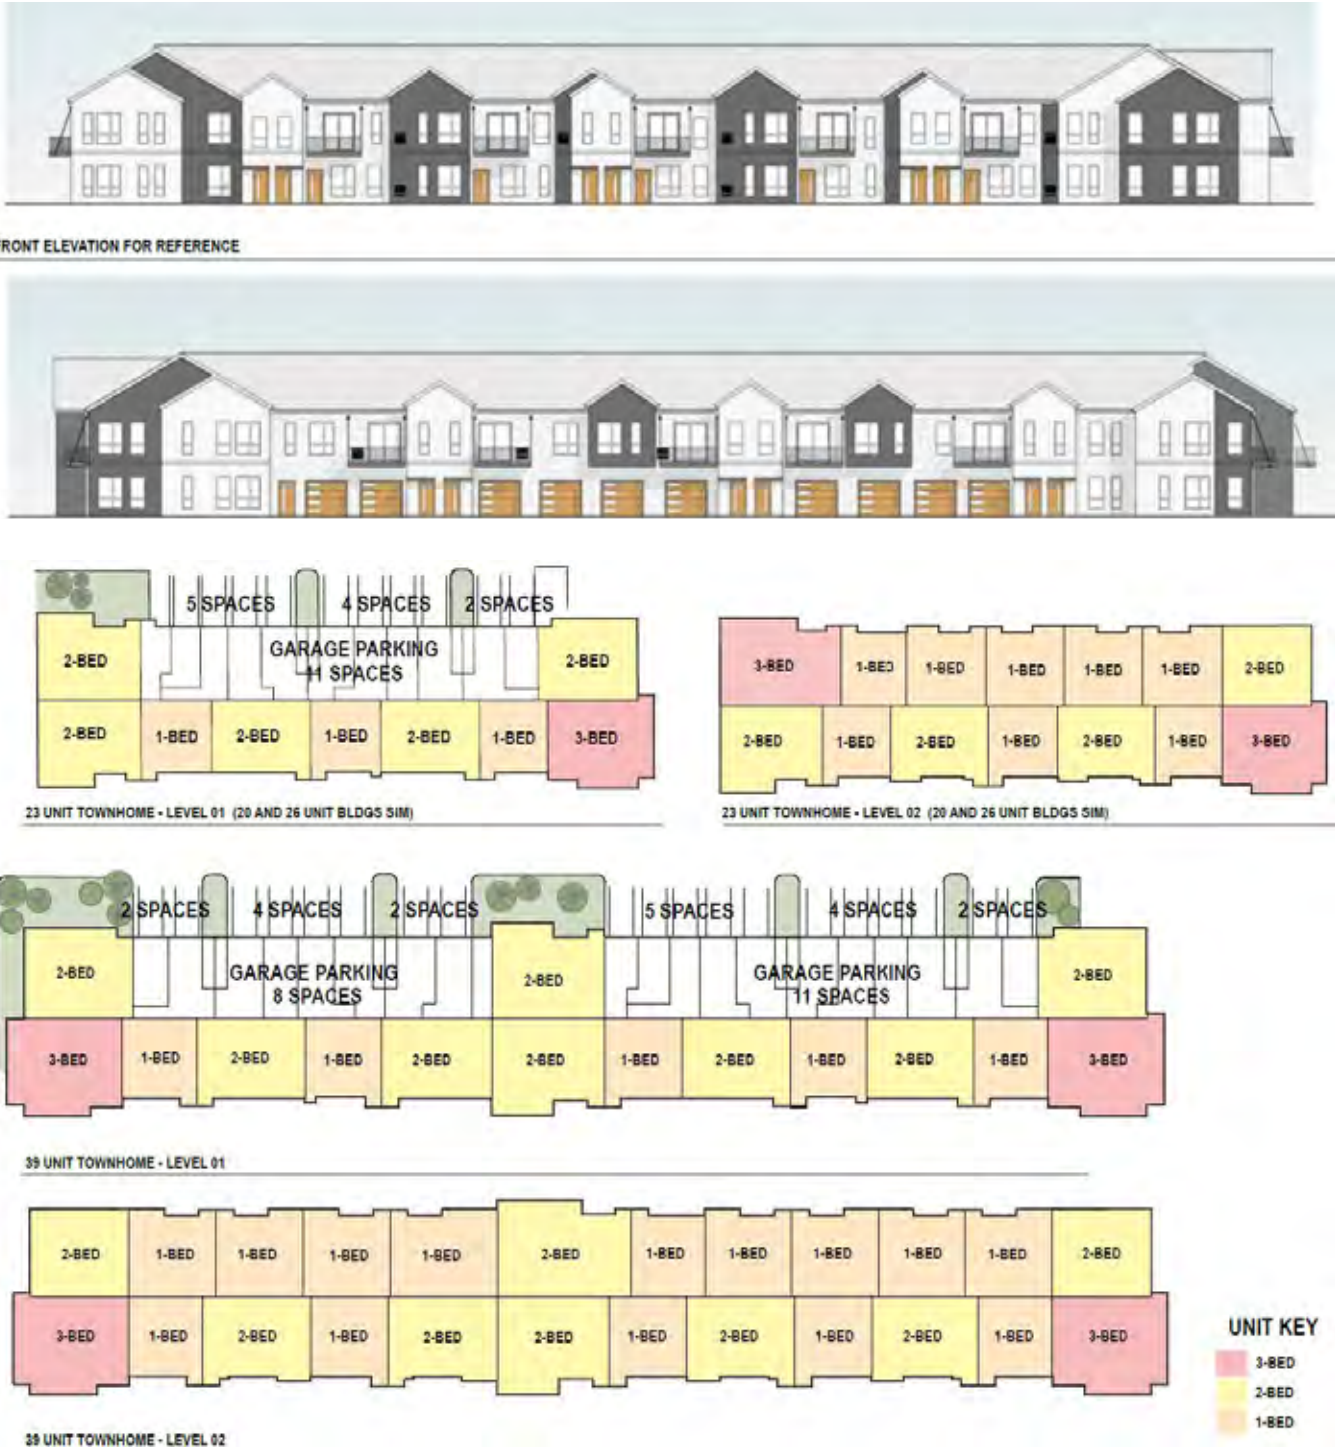 RONT ELEVATION FOR REFERENCE
5 SPACES 4 SPACES 2 SPACES
GARAGE PARKING
11 SPACES
2-BED 2-BED
2-BED 1-BED 2-BED 1-BED 2-BED 1-BED 3-BED
23 UNIT TOWNHOME - LEVEL 01 (20 AND 26 UNIT BLDGS SIM)
3-BED 1-BED 1-BED 1-BED 1-BED 1-BED 2-BED
2-BED 1-BED 2-BED 1-BED 2-BED 1-BED 3-BED
23 UNIT TOWNHOME - LEVEL 02 (20 AND 26 UNIT BLDGS SIM)
2 SPACES 4 SPACES 2 SPACES 5 SPACES 4 SPACES 2 SPACES
2-BED GARAGE PARKING 2-BED GARAGE PARKING 2-BED
8 SPACES 11 SPACES
3-BED 1-BED 2-BED 1-BED 2-BED 2-BED 1-BED 2-BED 1-BED 2-BED 1-BED 3-BED
39 UNIT TOWNHOME - LEVEL 01
2-BED 1-BED 1-BED 1-BED 1-BED 2-BED 1-BED 1-BED 1-BED 1-BED 1-BED 2-BED
3-BED 1-BED 2-BED 1-BED 2-BED 2-BED 1-BED 2-BED 1-BED 2-BED 1-BED 3-BED
39 UNIT TOWNHOME - LEVEL 02
UNIT KEY
3-BED
2-BED
1-BED